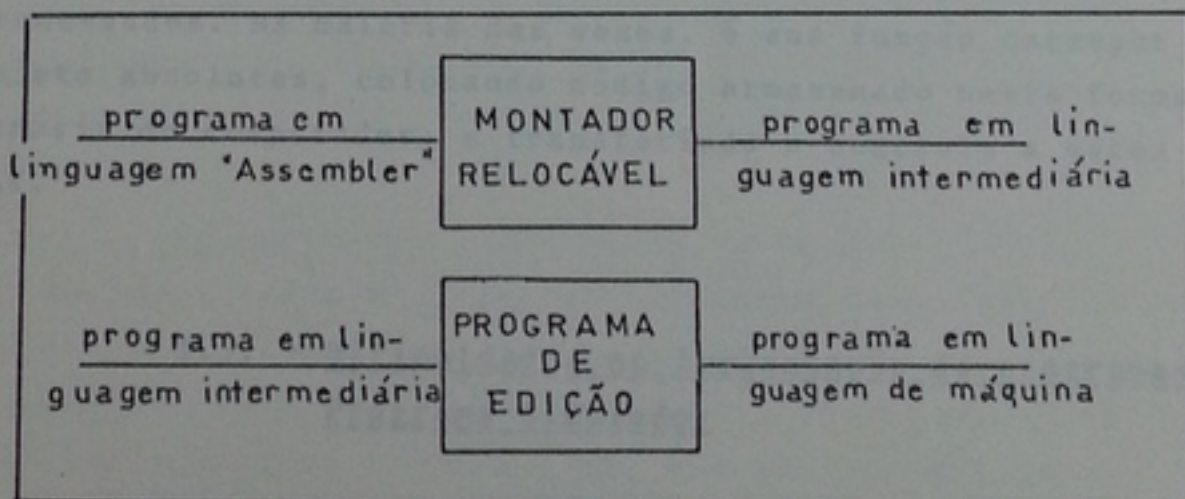 programa em
linguagem "Assembler"
MONTADOR
RELOCÁVEL
programa em lin-
guagem intermediária
programa em lin-
guagem intermediária
PROGRAMA
DE
EDIÇÃO
programa em lin-
guagem de máquina